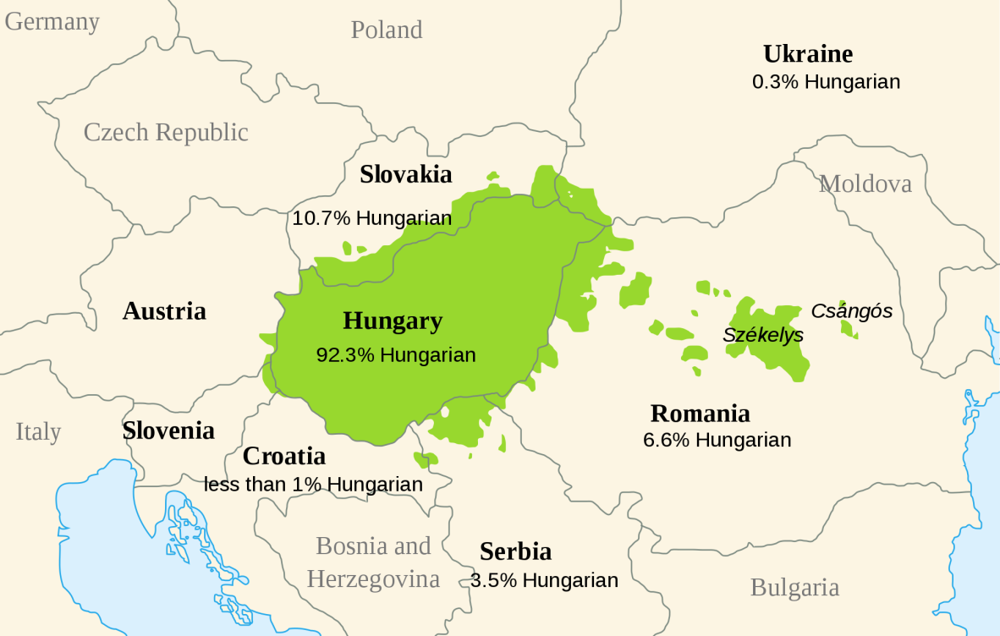 Germany
Poland
Ukraine
0.3% Hungarian
Czech Republic
Slovakia
Moldova
10.7% Hungarian
Austria
Hungary
92.3% Hungarian
Csángós
Székelys
Italy
Slovenia
Romania
6.6% Hungarian
Croatia
less than 1% Hungarian
Bosnia and
Herzegovina
Serbia
3.5% Hungarian
Bulgaria